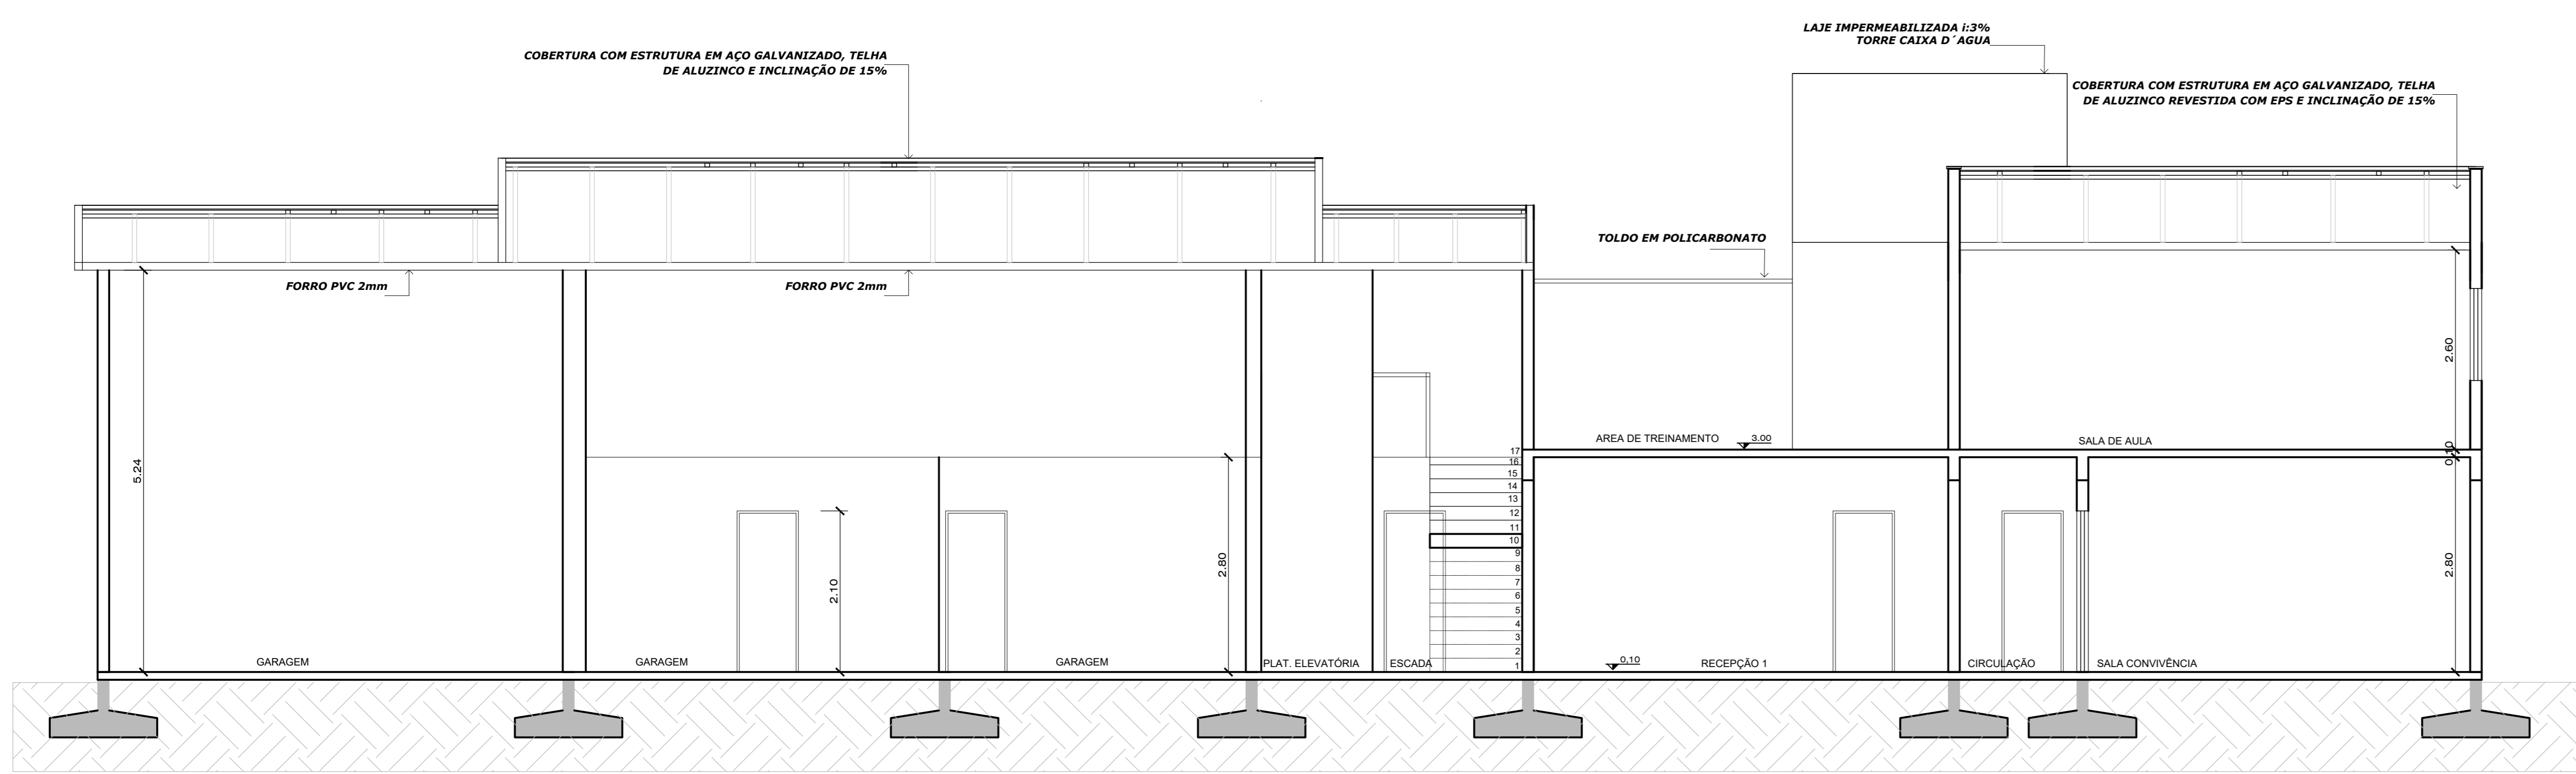 LAJE IMPERMEABILIZADA i:3%
TORRE CAIXA D´AGUA
COBERTURA COM ESTRUTURA EM AÇO GALVANIZADO, TELHA
DE ALUZINCO E INCLINAÇÃO DE 15%
COBERTURA COM ESTRUTURA EM AÇO GALVANIZADO, TELHA
DE ALUZINCO REVESTIDA COM EPS E INCLINAÇÃO DE 15%
TOLDO EM POLICARBONATO
FORRO PVC 2mm
FORRO PVC 2mm
2.60
AREA DE TREINAMENTO
3.00
SALA DE AULA
0.10
5.24
17
16
15
14
13
12
11
10
9
8
7
6
5
4
3
2
1
2.10
2.80
2.80
GARAGEM
GARAGEM
GARAGEM
PLAT. ELEVATÓRIA
ESCADA
0,10
RECEPÇÃO 1
CIRCULAÇÃO
SALA CONVIVÊNCIA